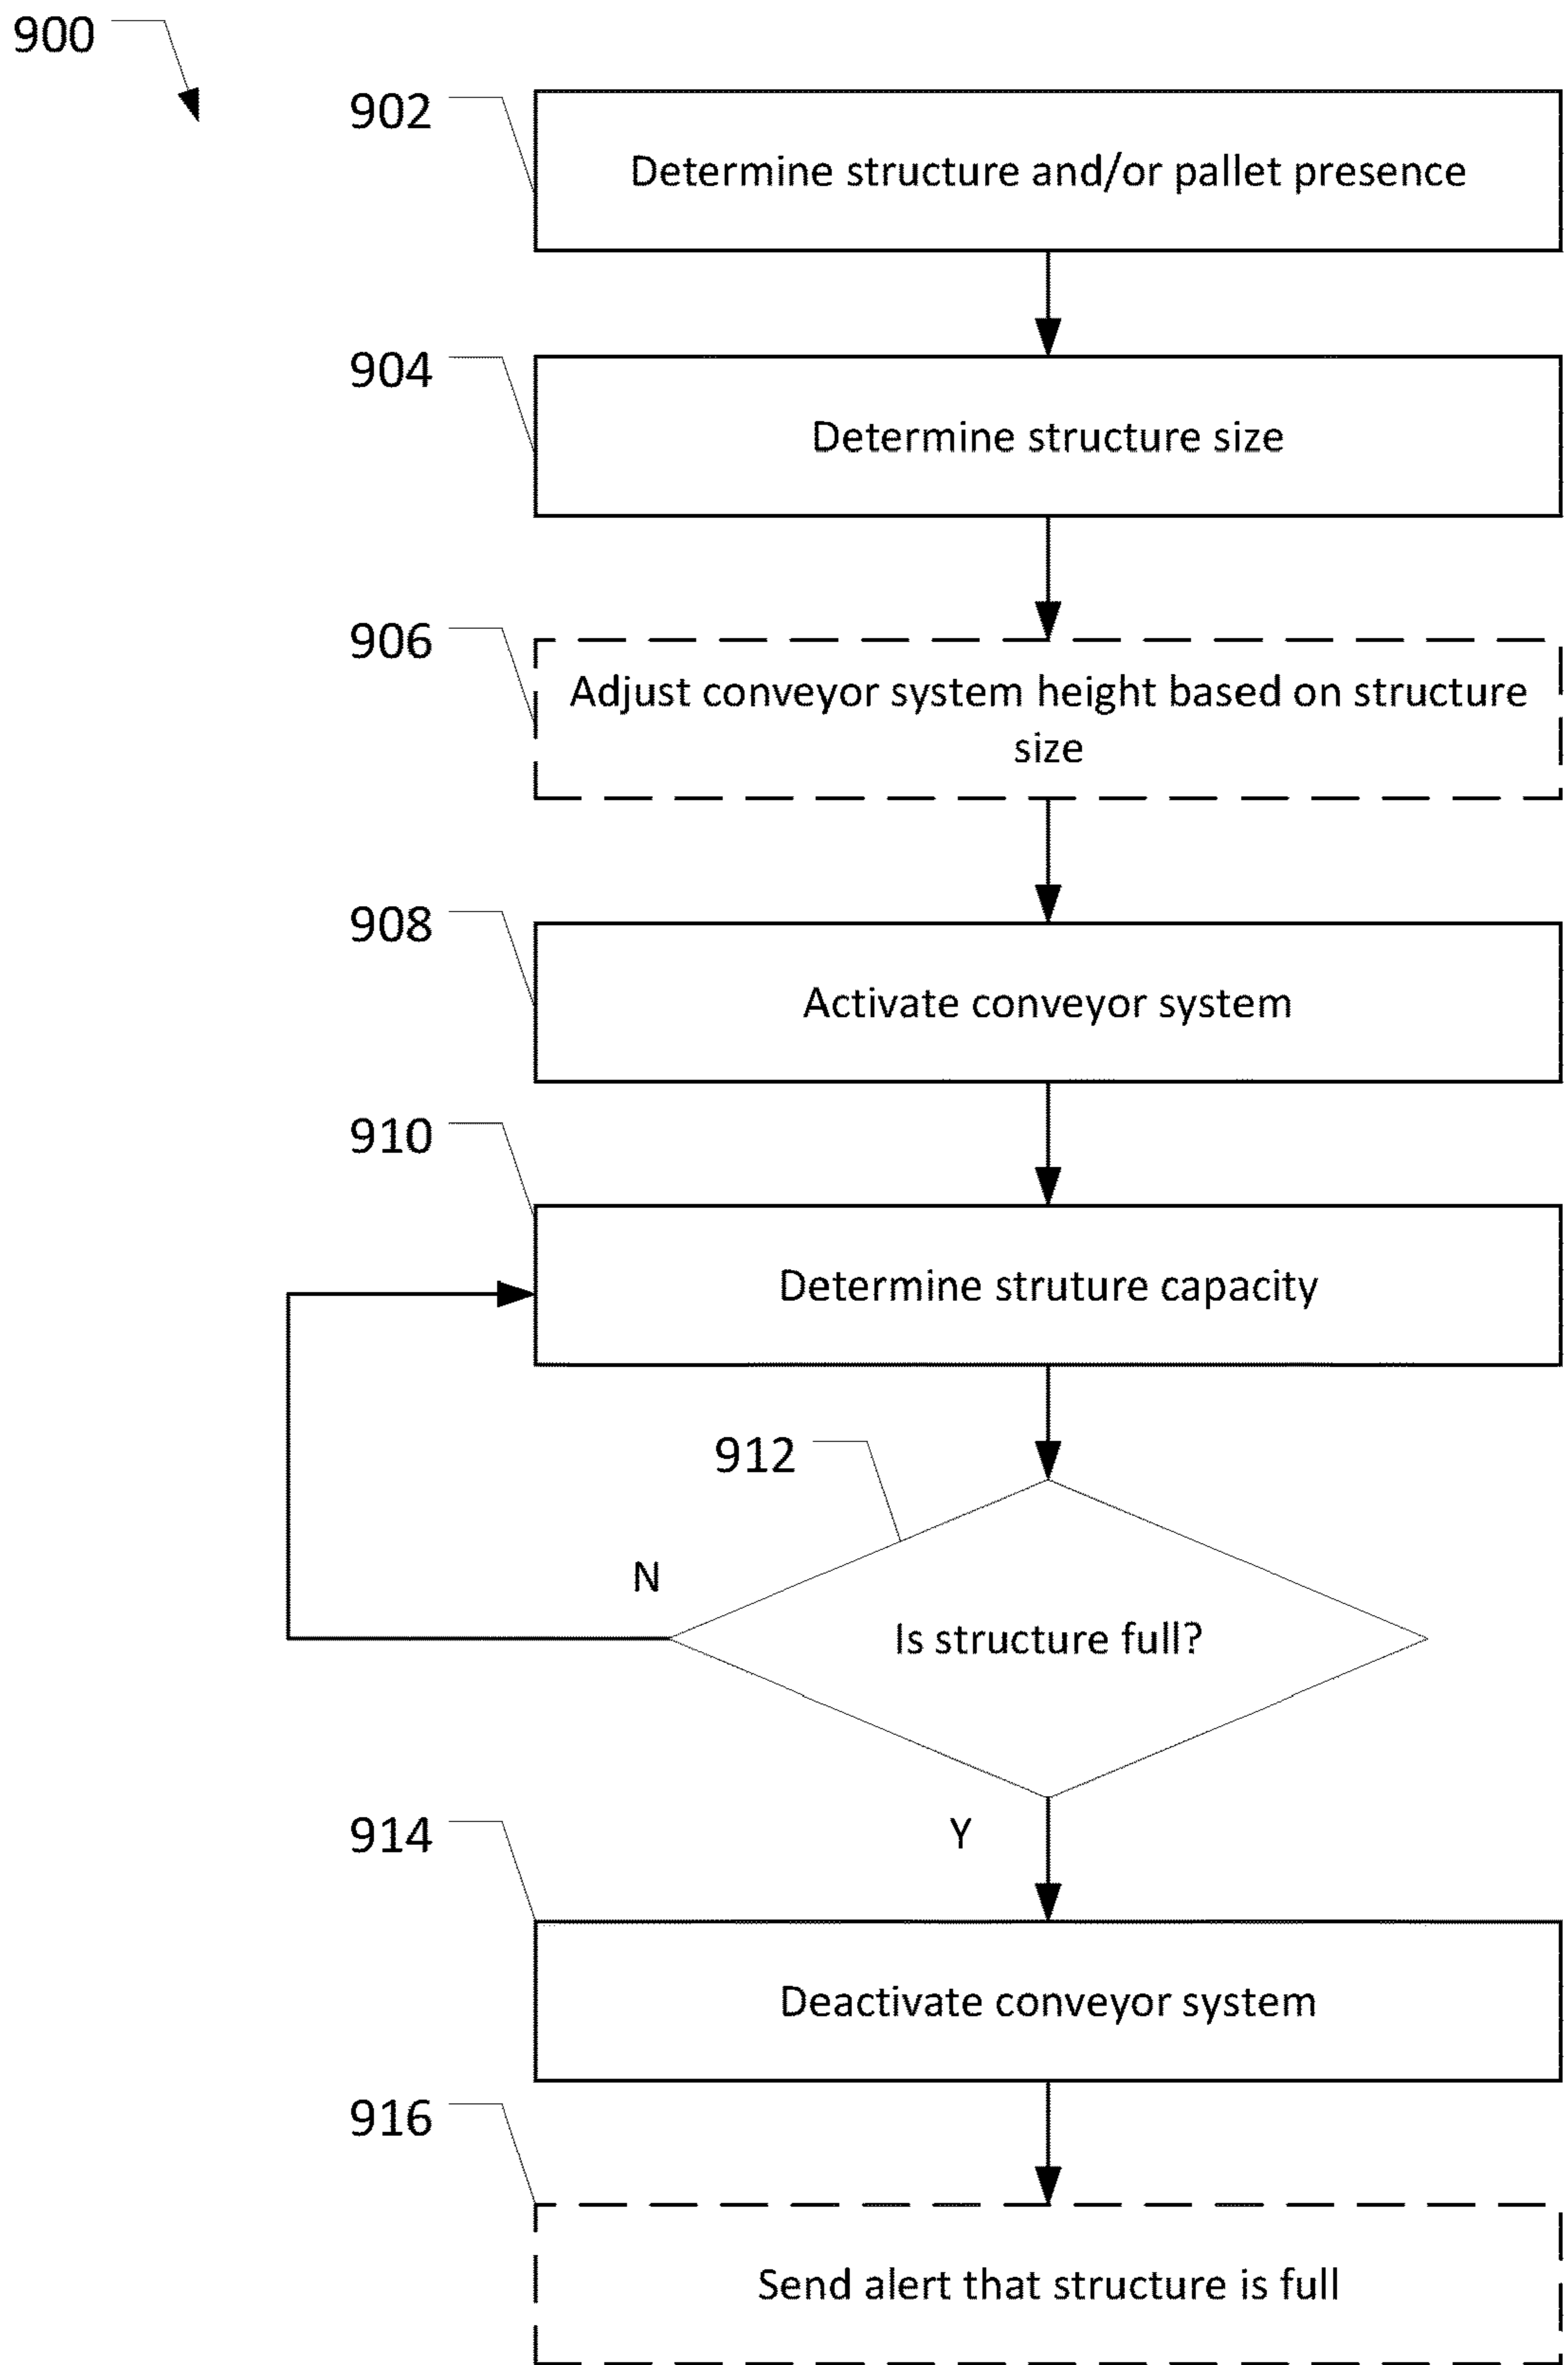 900
902
Determine structure and/or pallet presence
904
Determine structure size
906
Adjust conveyor system height based on structure
size
908
Activate conveyor system
910
Determine struture capacity
912
N
Is structure full?
Y
914
Deactivate conveyor system
916
Send alert that structure is full